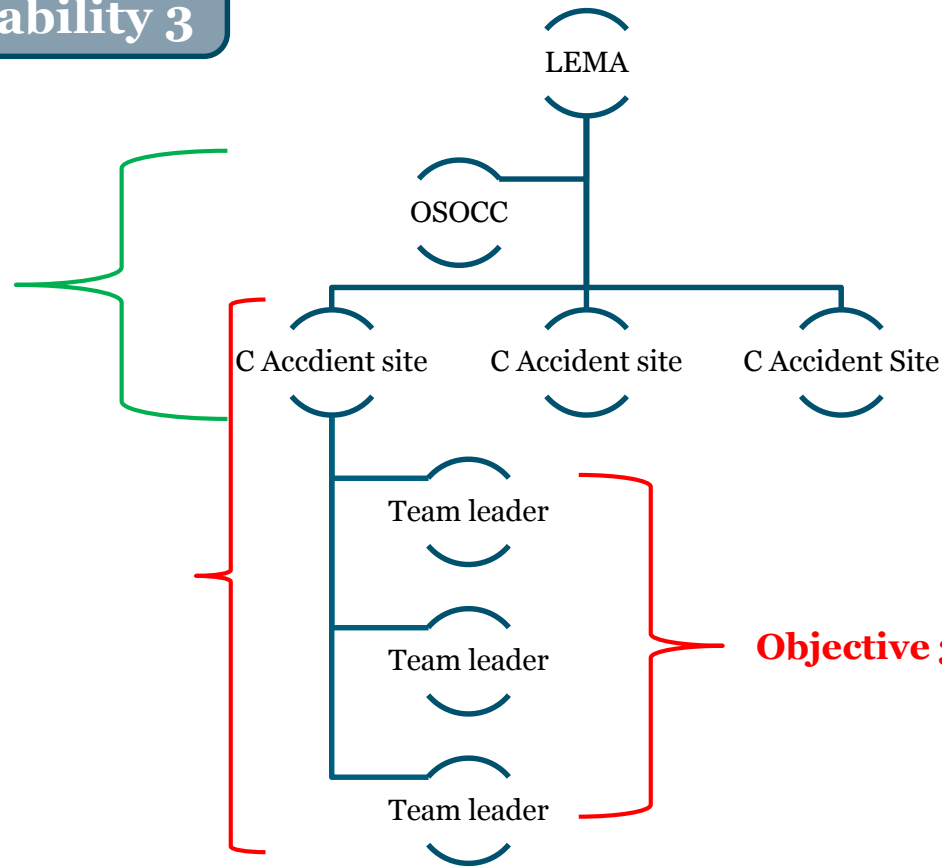 ability 3
LEMA
OSOCC
C Accdient site
C Accident site
C Accident Site
Team leader
Team leader
Objective
Team leader